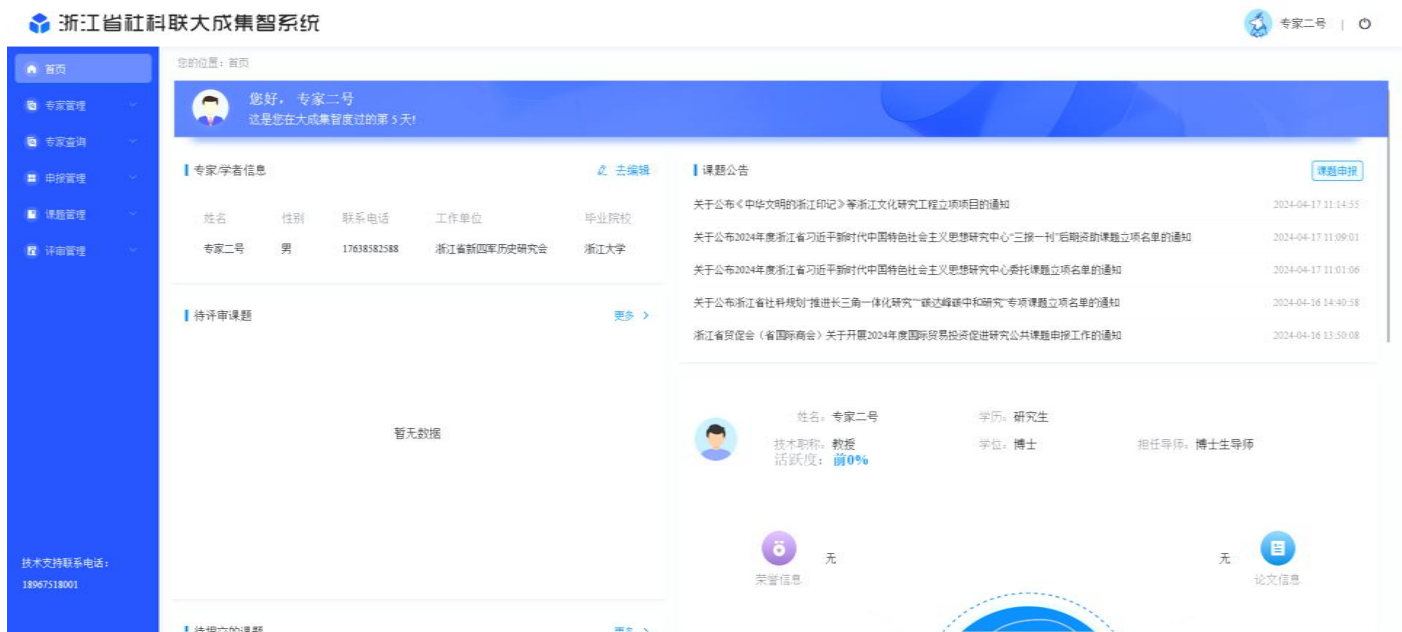 浙江省社科联大成集智系统
专家二号 |
首页
专家管理
专家查询
申报管理
课题管理
评审管理
技术支持联系电话：
18967518001
您的位置：首页
您好， 专家二号
这是您在大成集智度过的第 5 天!
专家/学者信息
去编辑
姓名 性别 联系电话 工作单位 毕业院校
专家二号 男 17638582588 浙江省新四军历史研究会 浙江大学
待评审课题
更多 >
暂无数据
待提交的课题
更多 >
课题公告
课题申报
关于公布《中华文明的浙江印记》等浙江文化研究工程立项项目的通知 2024-04-17 11:14:55
关于公布2024年度浙江省习近平新时代中国特色社会主义思想研究中心“三报一刊”后期资助课题立项名单的通知 2024-04-17 11:09:01
关于公布2024年度浙江省习近平新时代中国特色社会主义思想研究中心委托课题立项名单的通知 2024-04-17 11:01:06
关于公布浙江省社科规划“推进长三角一体化研究”“碳达峰碳中和研究”专项课题立项名单的通知 2024-04-16 14:40:58
浙江省贸促会（省国际商会）关于开展2024年度国际贸易投资促进研究公共课题申报工作的通知 2024-04-16 13:50:08
姓名：专家二号 学历：研究生
技术职称：教授 学位：博士 担任导师：博士生导师
活跃度：前0%
无
荣誉信息
无
论文信息